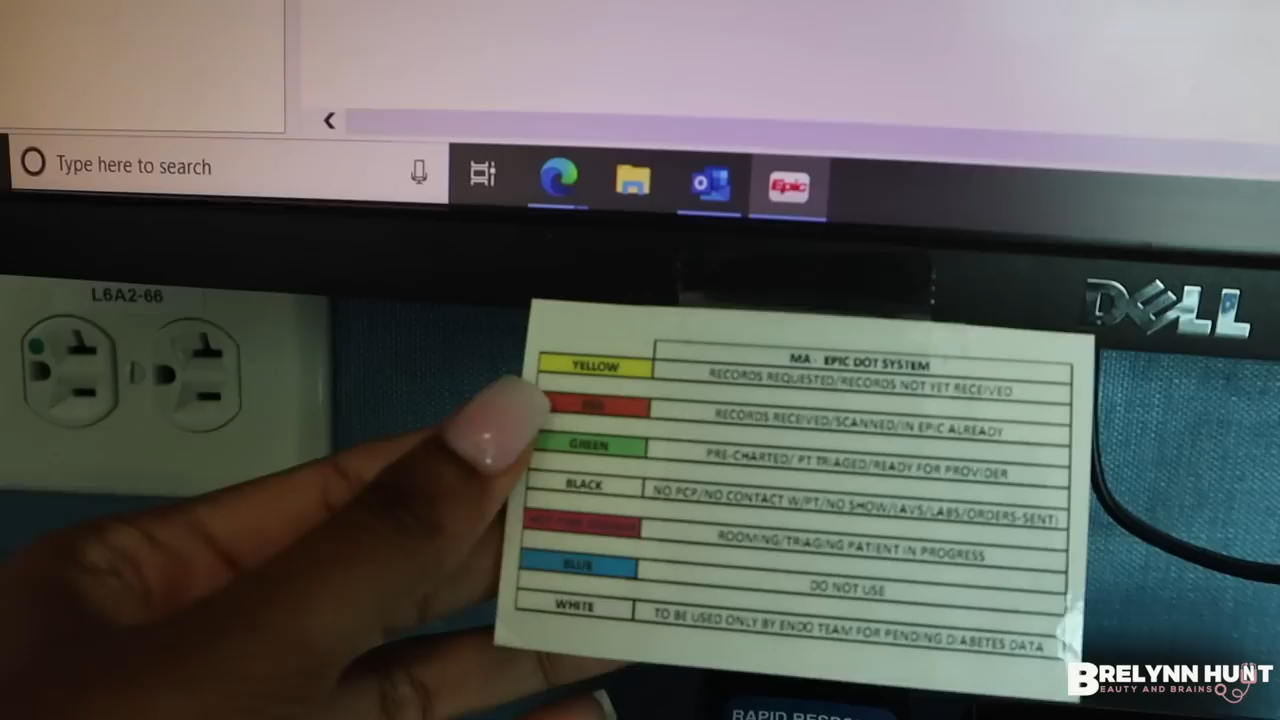 Type here to search
Epic
DELL
L6A2-66
MA - EPIC DOT SYSTEM
YELLOW RECORDS REQUESTED/RECORDS NOT YET RECEIVED
RED RECORDS RECEIVED/SCANNED/IN EPIC ALREADY
GREEN PRE-CHARTED/ PT TRIAGED/READY FOR PROVIDER
BLACK NO PCP/NO CONTACT W/PT/NO SHOW/(AVS/LABS/ORDERS-SENT)
ROOMING/TRIAGING PATIENT IN PROGRESS
BLUE DO NOT USE
WHITE TO BE USED ONLY BY ENDO TEAM FOR PENDING DIABETES DATA
BRELYNN HUNT
BEAUTY AND BRAINS
RAPID